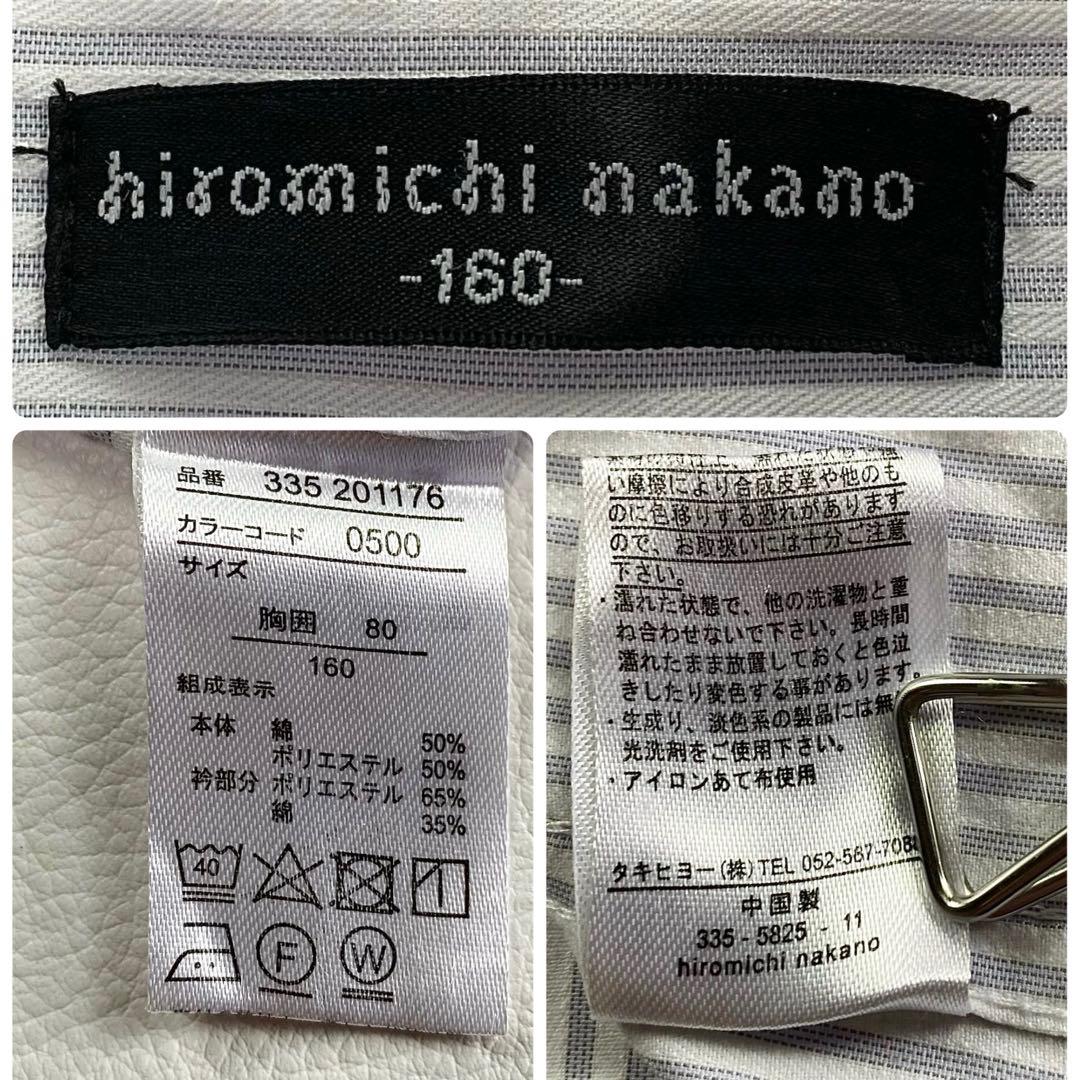 hiromichi nakano
-160-
品番 335 201176
カラーコード 0500
サイズ
胸囲 80
160
組成表示
本体 綿 50%
ポリエステル 50%
衿部分 ポリエステル 65%
綿 35%
40
1
F W
い摩擦により合成皮革や他のも
のに色移りする恐れがあります
ので、お取扱いには十分ご注意
下さい。
・濡れた状態で、他の洗濯物と重
ね合わせないで下さい。長時間
濡れたまま放置しておくと色泣
きしたり変色する事があります。
・生成り、淡色系の製品には無
光洗剤をご使用下さい。
・アイロンあて布使用
タキヒヨー(株)TEL 052-587-708
中国製
335-5825-11
hiromichi nakano